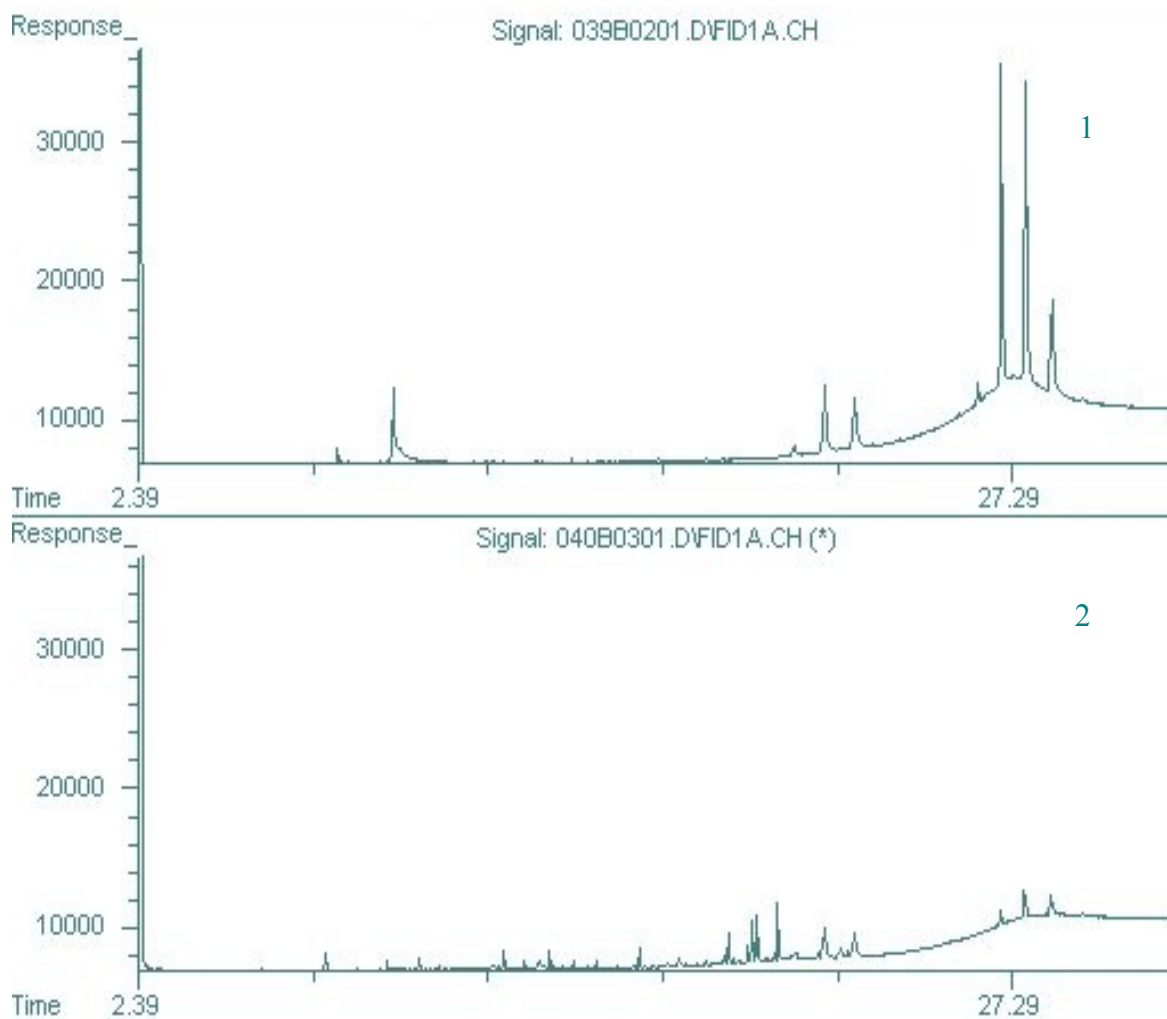 Response_
Signal: 039B0201.D\FID1A.CH
1
30000
20000
10000
Time 2.39 27.29
Response_
Signal: 040B0301.D\FID1A.CH (*)
2
30000
20000
10000
Time 2.39 27.29